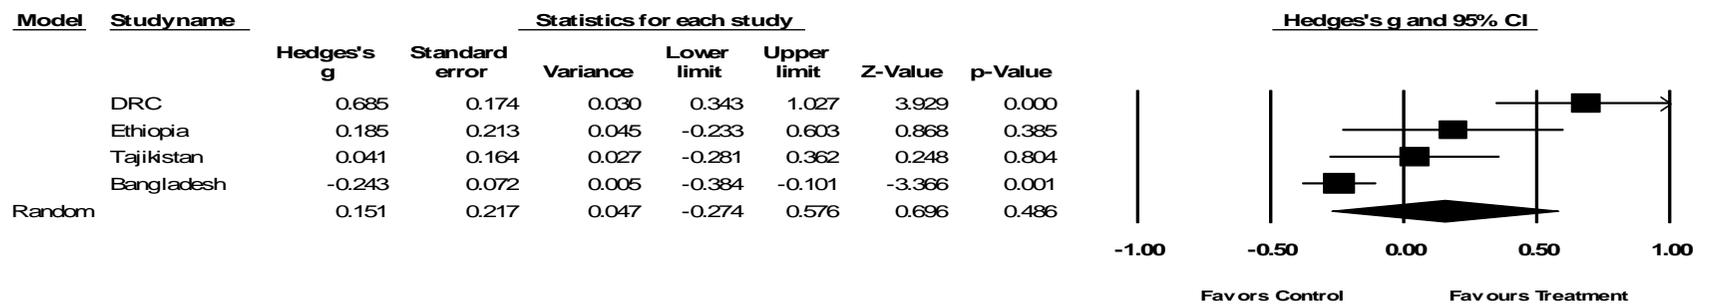 Model Study name Statistics for each study Hedges's g and 95% CI
Hedges's g Standard error Variance Lower limit Upper limit Z-Value p-Value
DRC 0.685 0.174 0.030 0.343 1.027 3.929 0.000
Ethiopia 0.185 0.213 0.045 -0.233 0.603 0.868 0.385
Tajikistan 0.041 0.164 0.027 -0.281 0.362 0.248 0.804
Bangladesh -0.243 0.072 0.005 -0.384 -0.101 -3.366 0.001
Random 0.151 0.217 0.047 -0.274 0.576 0.696 0.486
-1.00 -0.50 0.00 0.50 1.00
Favors Control Favours Treatment